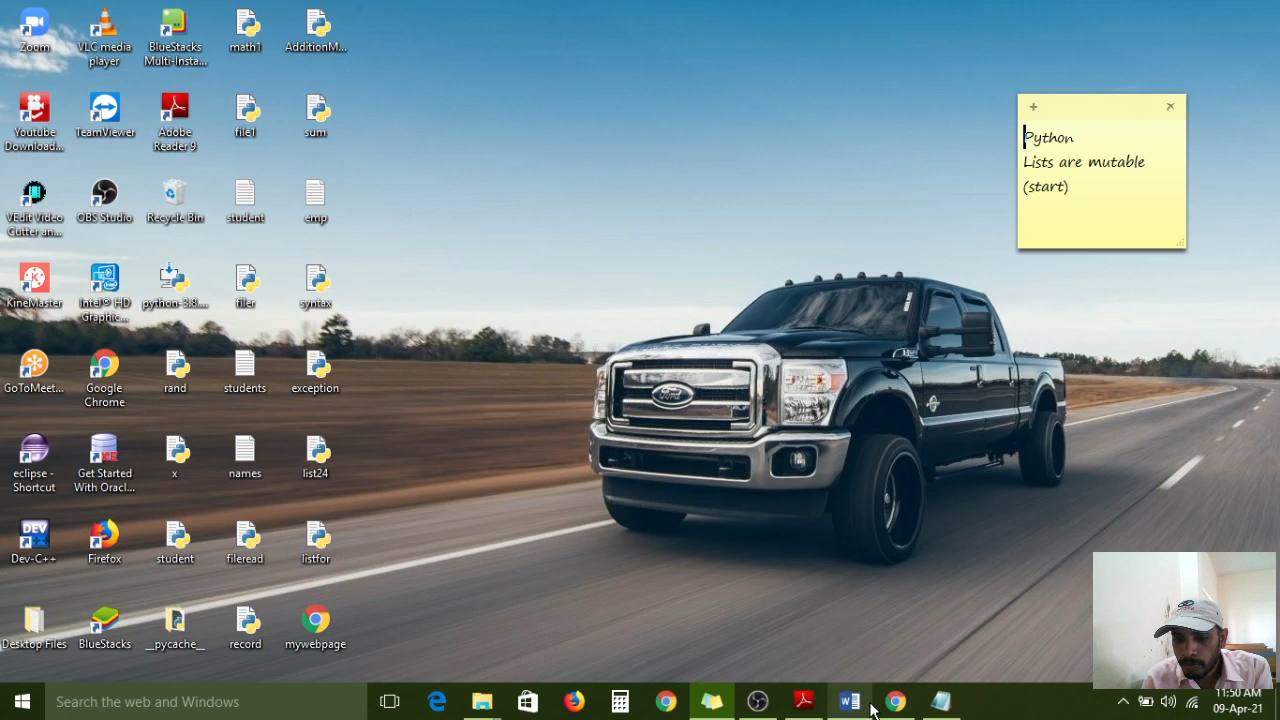 Zoom
VLC media
player
BlueStacks
Multi-Insta...
math1
AdditionM...
Youtube
Download...
TeamViewer
Adobe
Reader 9
file1
sum
VEdit Video
Cutter an...
OBS Studio
Recycle Bin
student
emp
KineMaster
Intel® HD
Graphic...
python-3.8....
filer
syntax
GoToMeet...
Google
Chrome
rand
students
exception
eclipse -
Shortcut
Get Started
With Oracl...
x
names
list24
DEV
Dev-C++
Firefox
student
fileread
listfor
Desktop Files
BlueStacks
__pycache__
record
mywebpage
Python
Lists are mutable
(start)
Ford
Search the web and Windows
11:50 AM
09-Apr-21